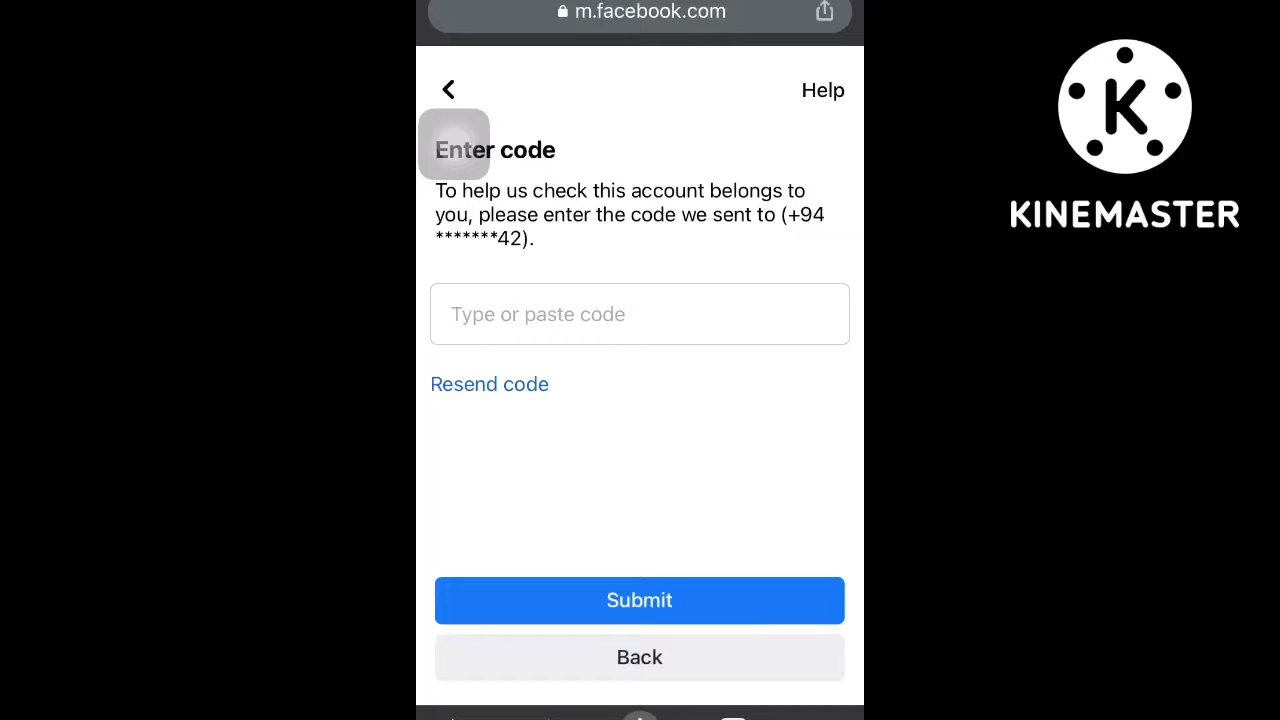 m.facebook.com
Help
Enter code
To help us check this account belongs to
you, please enter the code we sent to (+94
*******42).
Type or paste code
Resend code
Submit
Back
K
KINEMASTER